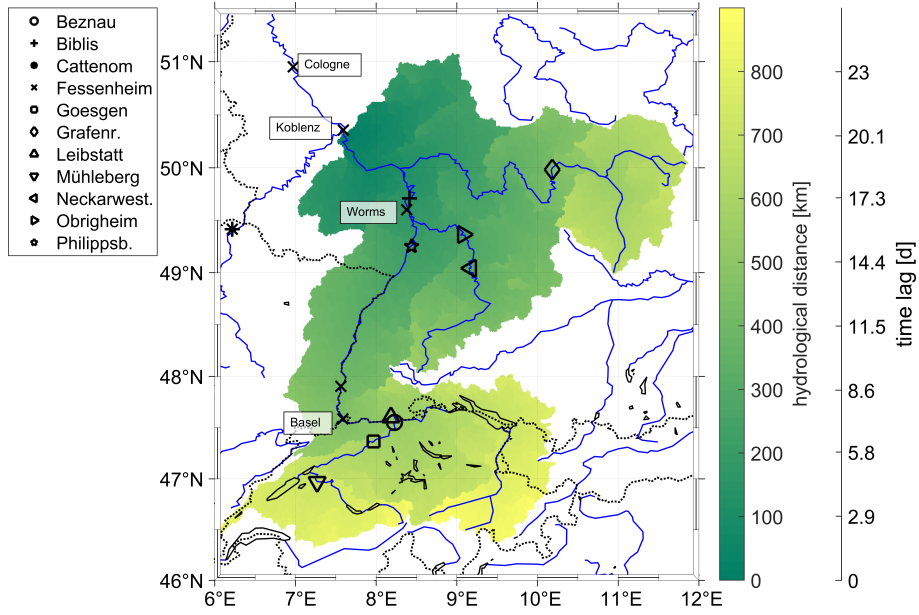 Beznau
Biblis
Cattenom
Fessenheim
Goesgen
Grafenr.
Leibstatt
Mühleberg
Neckarwest.
Obrigheim
Philippsb.
51°N
50°N
49°N
48°N
47°N
46°N
6°E
7°E
8°E
9°E
10°E
11°E
12°E
Cologne
Koblenz
Worms
Basel
800
700
600
500
400
300
200
100
0
hydrological distance [km]
23
20.1
17.3
14.4
11.5
8.6
5.8
2.9
0
time lag [d]